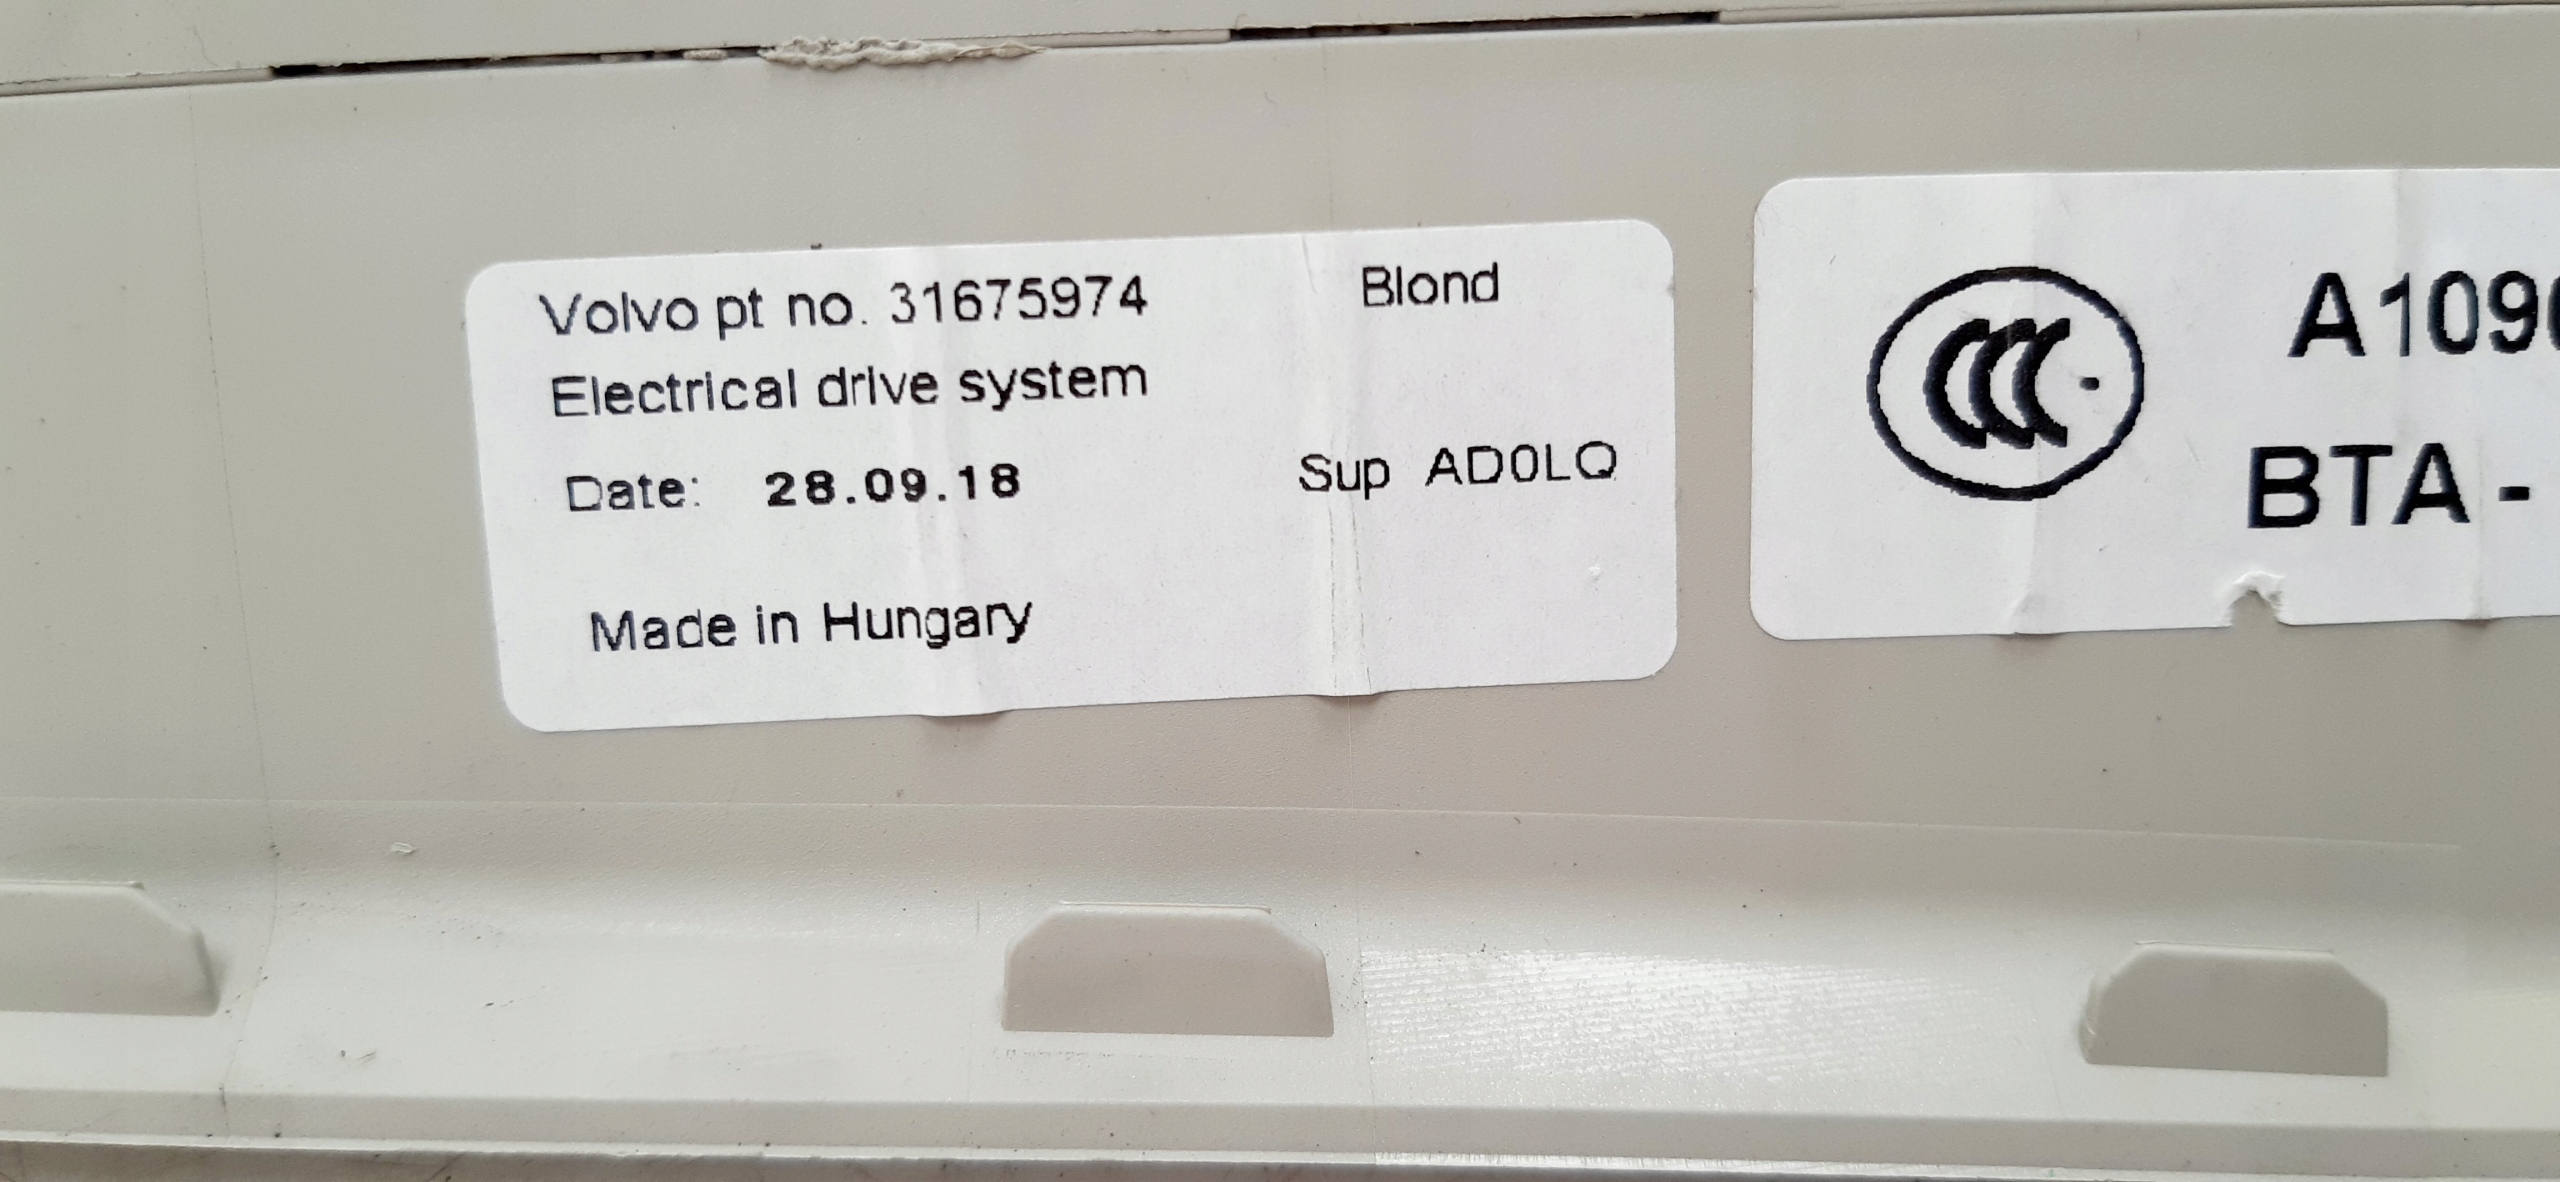 Volvo pt no. 31675974 Blond
Electrical drive system
Date: 28.09.18 Sup AD0LQ
Made in Hungary
CCC A109
BTA -